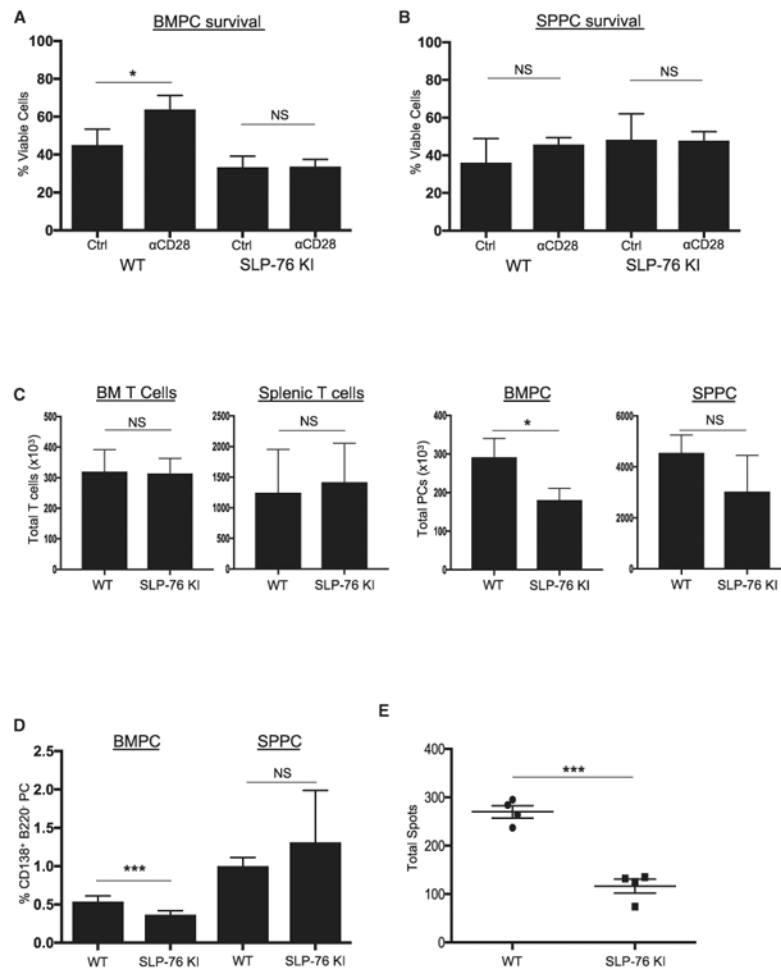 A
BMPC survival
% Viable Cells
100
80
60
40
20
0
*
NS
Ctrl
αCD28
Ctrl
αCD28
WT
SLP-76 KI
B
SPPC survival
% Viable Cells
100
80
60
40
20
0
NS
NS
Ctrl
αCD28
Ctrl
αCD28
WT
SLP-76 KI
C
BM T Cells
Total T cells (x10³)
500
400
300
200
100
0
NS
WT
SLP-76 KI
Splenic T cells
2500
2000
1500
1000
500
0
NS
WT
SLP-76 KI
BMPC
Total PCs (x10³)
400
300
200
100
0
*
WT
SLP-76 KI
SPPC
6000
4000
2000
0
NS
WT
SLP-76 KI
D
BMPC
SPPC
% CD138⁺ B220⁻ PC
2.5
2.0
1.5
1.0
0.5
0.0
***
NS
WT
SLP-76 KI
WT
SLP-76 KI
E
Total Spots
400
300
200
100
0
***
WT
SLP-76 KI